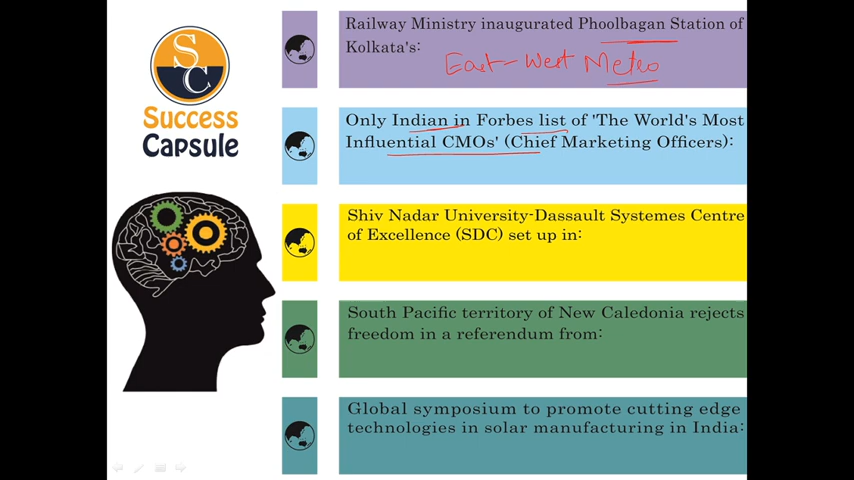 SC
Success
Capsule
Railway Ministry inaugurated Phoolbagan Station of
Kolkata's:
East-West Metro
Only Indian in Forbes list of 'The World's Most
Influential CMOs' (Chief Marketing Officers):
Shiv Nadar University-Dassault Systemes Centre
of Excellence (SDC) set up in:
South Pacific territory of New Caledonia rejects
freedom in a referendum from:
Global symposium to promote cutting edge
technologies in solar manufacturing in India: